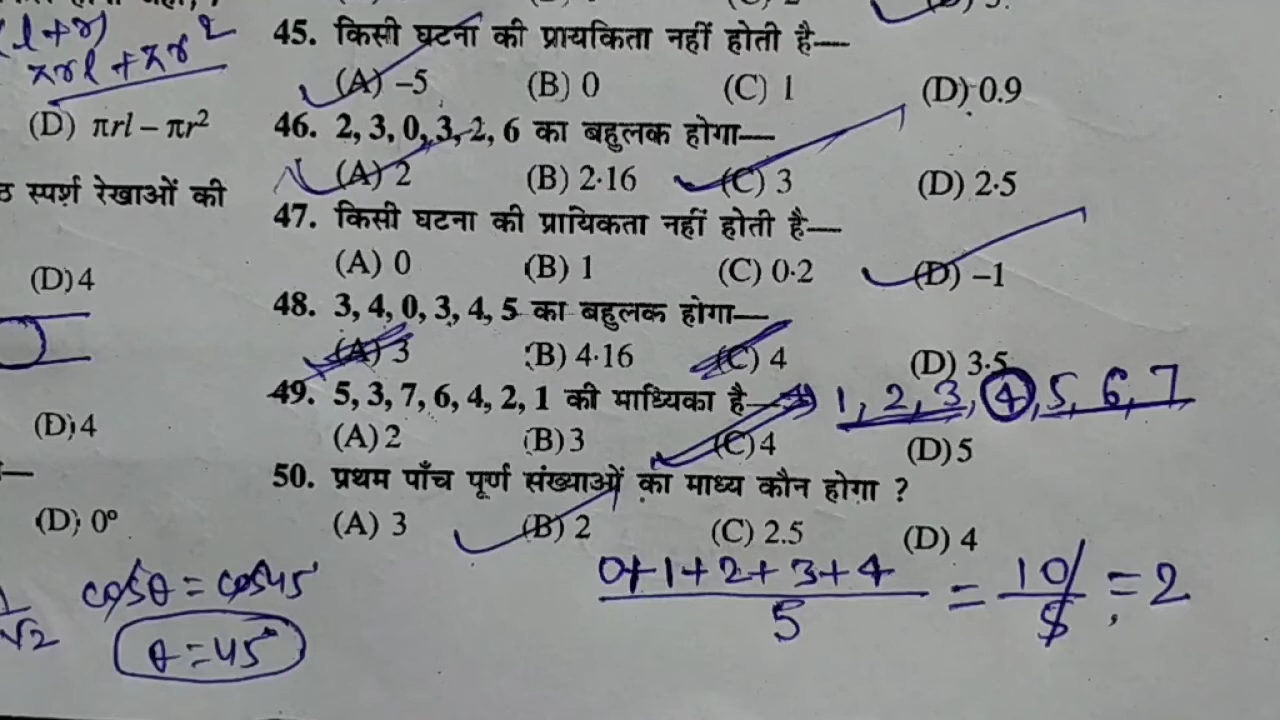 (l+r)
πrl + πr²
(D) πrl – πr²
स्पर्श रेखाओं की
(D) 4
(D) 4
(D) 0°
1/√2
cosθ = cos45°
θ = 45°
45. किसी घटना की प्रायकिता नहीं होती है—
(A) –5 (B) 0 (C) 1 (D) 0.9
46. 2, 3, 0, 3, 2, 6 का बहुलक होगा—
(A) 2 (B) 2·16 (C) 3 (D) 2·5
47. किसी घटना की प्रायिकता नहीं होती है—
(A) 0 (B) 1 (C) 0·2 (D) –1
48. 3, 4, 0, 3, 4, 5 का बहुलक होगा—
(A) 3 (B) 4·16 (C) 4 (D) 3·5
49. 5, 3, 7, 6, 4, 2, 1 की माध्यिका है— 1, 2, 3, 4, 5, 6, 7
(A) 2 (B) 3 (C) 4 (D) 5
50. प्रथम पाँच पूर्ण संख्याओं का माध्य कौन होगा ?
(A) 3 (B) 2 (C) 2.5 (D) 4
0+1+2+3+4/5 = 10/5 = 2